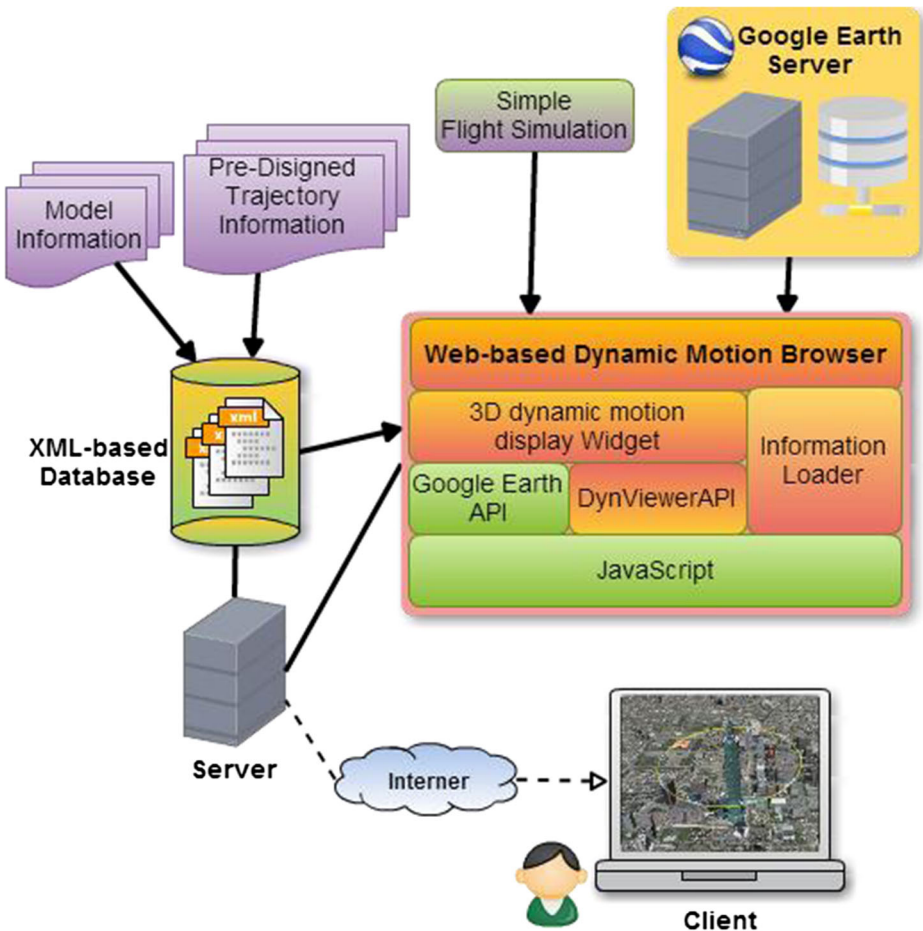 Google Earth
Server
Simple
Flight Simulation
Pre-Disigned
Trajectory
Information
Model
Information
Web-based Dynamic Motion Browser
3D dynamic motion
display Widget
Information
Loader
XML-based
Database
xml
Google Earth
API
DynViewerAPI
JavaScript
Server
Interner
Client